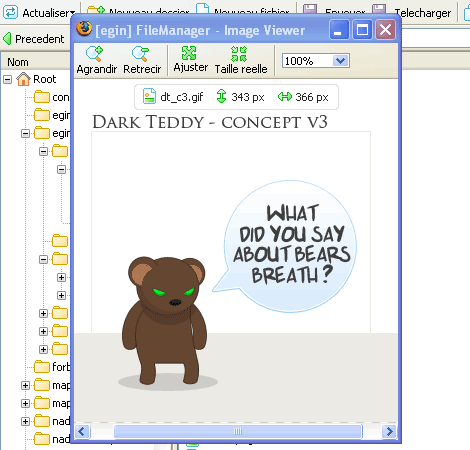 Actualiser
Nouveau dossier
Nouveau fichier
Envoyer
Telecharger
[egin] FileManager - Image Viewer
Precedent
Nom
Agrandir
Retrecir
Ajuster
Taille reelle
100%
Root
dt_c3.gif
343 px
366 px
con
egin
egin
DARK TEDDY - CONCEPT V3
WHAT
DID YOU SAY
ABOUT BEARS
BREATH?
forb
map
map
nad
nad